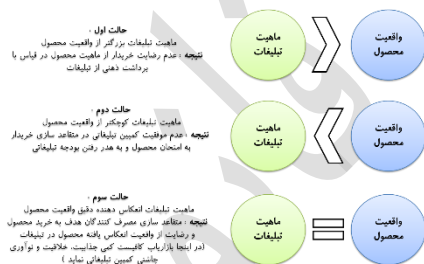 حالت اول :
ماهیت تبلیغات بزرگتر از واقعیت محصول
نتیجه : عدم رضایت خریدار از ماهیت محصول در قیاس با
برداشت ذهنی از تبلیغات
ماهیت
تبلیغات
واقعیت
محصول
حالت دوم :
ماهیت تبلیغات کوچکتر از واقعیت محصول
نتیجه : عدم موفقیت کمپین تبلیغاتی در متقاعد سازی خریدار
به امتحان محصول و به هدر رفتن بودجه تبلیغاتی
ماهیت
تبلیغات
واقعیت
محصول
حالت سوم :
ماهیت تبلیغات انعکاس دهنده دقیق واقعیت محصول
نتیجه : متقاعد سازی مصرف کنندگان هدف به خرید محصول
و رضایت از واقعیت انعکاس یافته محصول در تبلیغات
(در اینجا بازاریاب کافیست کمی جذابیت، خلاقیت و نوآوری
چاشنی کمپین تبلیغاتی نماید )
ماهیت
تبلیغات
=
واقعیت
محصول